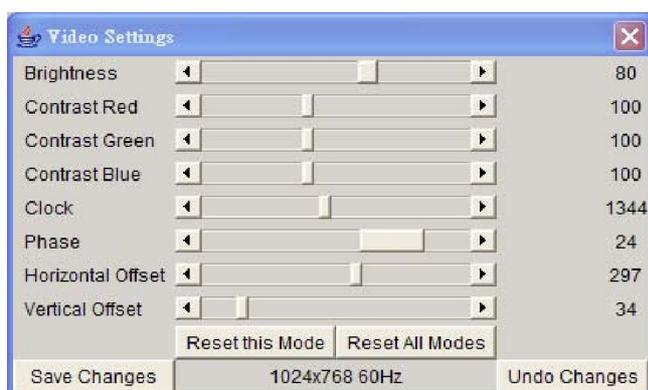 Video Settings
Brightness 80
Contrast Red 100
Contrast Green 100
Contrast Blue 100
Clock 1344
Phase 24
Horizontal Offset 297
Vertical Offset 34
Reset this Mode Reset All Modes
Save Changes 1024x768 60Hz Undo Changes